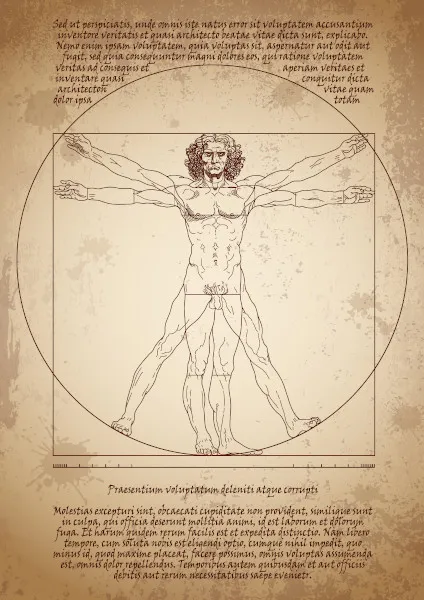 Sed ut perspiciatis, unde omnis iste natus error sit voluptatem accusantium
inventore veritatis et quasi architecto beatae vitae dicta sunt, explicabo.
Nemo enim ipsam voluptatem, quia voluptas sit, aspernatur aut odit aut
fugit, sed quia consequuntur magni dolores eos, qui ratione voluptatem
veritas ad consequis et aperiam veritaes et
inventare quasi conquitur dicta
architecton vitae quam
dolor ipsa totam
Praesentium voluptatum deleniti atque corrupti
Molestias excepturi sint, obcaecati cupiditate non provident, similique sunt
in culpa, qui officia deserunt mollitia animi, id est laborum et dolorum
fuga. Et harum quidem rerum facilis est et expedita distinctio. Nam libero
tempore, cum soluta nobis est eligendi optio, cumque nihil impedit, quo
minus id, quod maxime placeat, facere possimus, omnis voluptas assumenda
est, omnis dolor repellendus. Temporibus autem quibusdam et aut officiis
debitis aut rerum necessitatibus saepe eveniet.